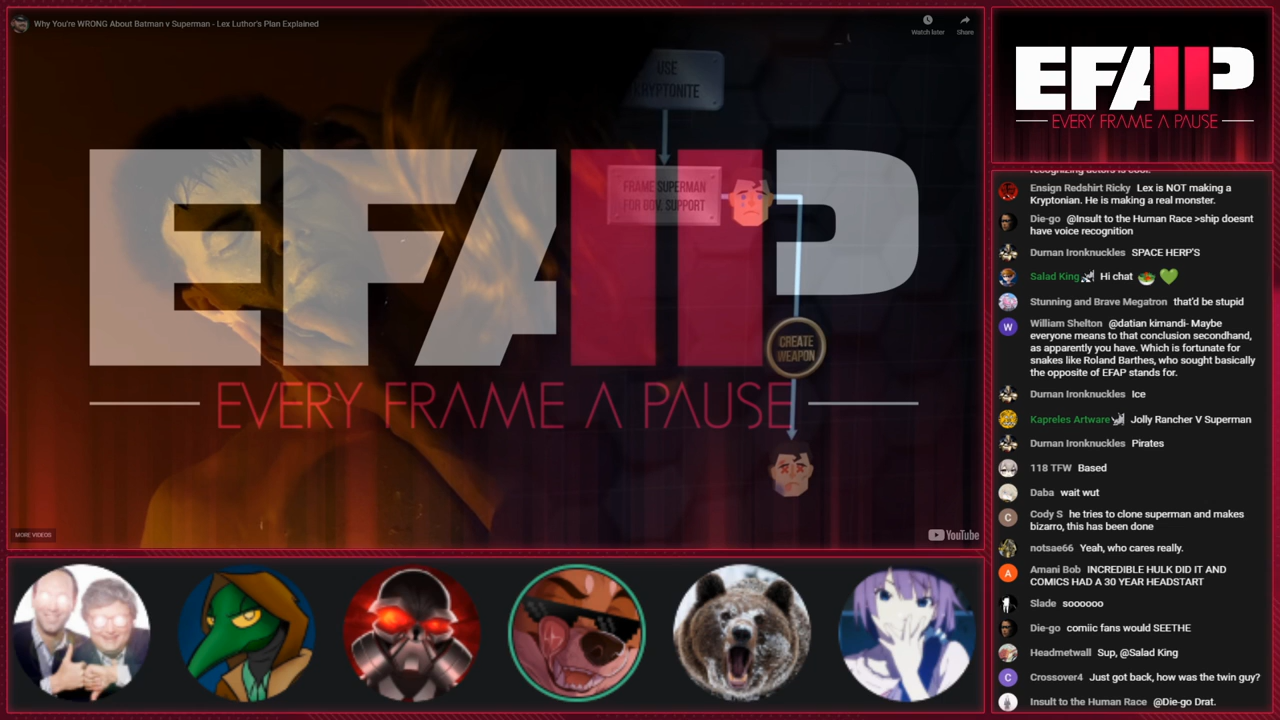 Why You're WRONG About Batman v Superman - Lex Luthor's Plan Explained
Watch later
Share
USE
KRYPTONITE
FRAME SUPERMAN
FOR GOV. SUPPORT
CREATE
WEAPON
EFAP
EVERY FRAME A PAUSE
MORE VIDEOS
YouTube
EFAP
EVERY FRAME A PAUSE
recognizing actors is cool.
Ensign Redshirt Ricky Lex is NOT making a
Kryptonian. He is making a real monster.
Die-go @Insult to the Human Race >ship doesnt
have voice recognition
Duman Ironknuckles SPACE HERP'S
Salad King Hi chat
Stunning and Brave Megatron that'd be stupid
W
William Shelton @datian kimandi- Maybe
everyone means to that conclusion secondhand,
as apparently you have. Which is fortunate for
snakes like Roland Barthes, who sought basically
the opposite of EFAP stands for.
Duman Ironknuckles Ice
Kapreles Artware Jolly Rancher V Superman
Duman Ironknuckles Pirates
118 TFW Based
Daba wait wut
C
Cody S he tries to clone superman and makes
bizarro, this has been done
notsae66 Yeah, who cares really.
A
Amani Bob INCREDIBLE HULK DID IT AND
COMICS HAD A 30 YEAR HEADSTART
Slade soooooo
Die-go comiic fans would SEETHE
Headmetwall Sup, @Salad King
C
Crossover4 Just got back, how was the twin guy?
Insult to the Human Race @Die-go Drat.